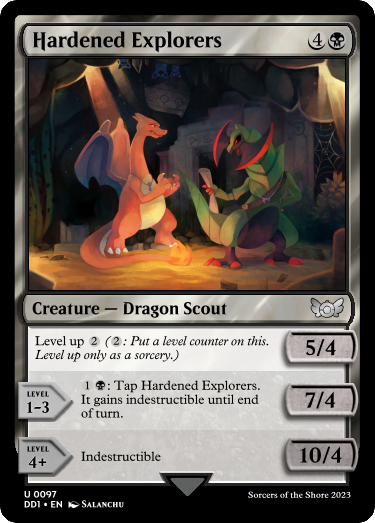 Hardened Explorers 4
Creature — Dragon Scout
Level up 2 (2: Put a level counter on this.
Level up only as a sorcery.)
5/4
LEVEL
1-3
1 : Tap Hardened Explorers.
It gains indestructible until end
of turn.
7/4
LEVEL
4+
Indestructible
10/4
U 0097
DD1 • EN SALANCHU
Sorcers of the Shore 2023